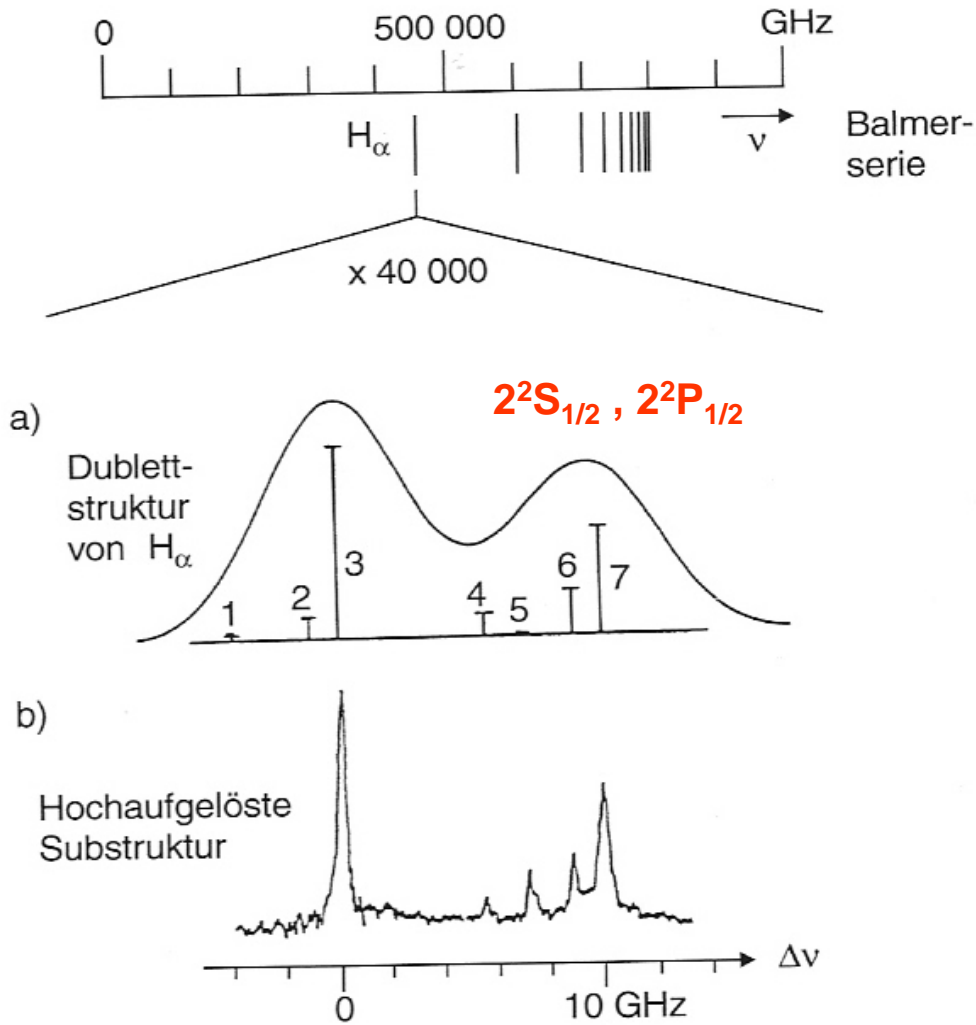 0
500 000
GHz
Hα
ν
Balmer-
serie
x 40 000
a)
2²S₁/₂ , 2²P₁/₂
Dublett-
struktur
von Hα
1
2
3
4
5
6
7
b)
Hochaufgelöste
Substruktur
Δν
0
10 GHz